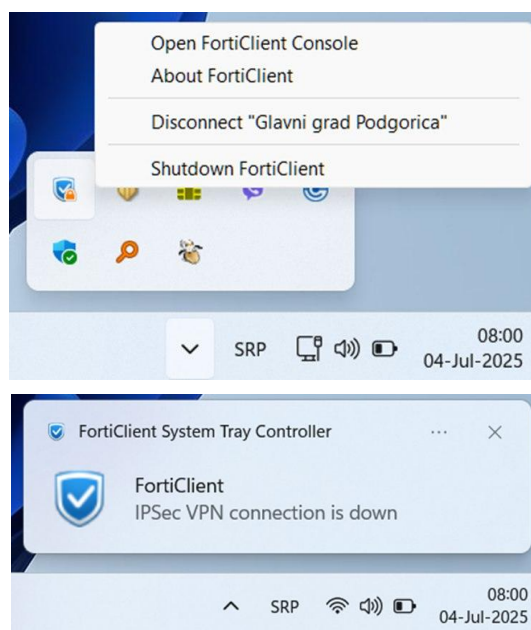 Open FortiClient Console
About FortiClient
Disconnect "Glavni grad Podgorica"
Shutdown FortiClient
SRP
08:00
04-Jul-2025
FortiClient System Tray Controller
FortiClient
IPSec VPN connection is down
SRP
08:00
04-Jul-2025